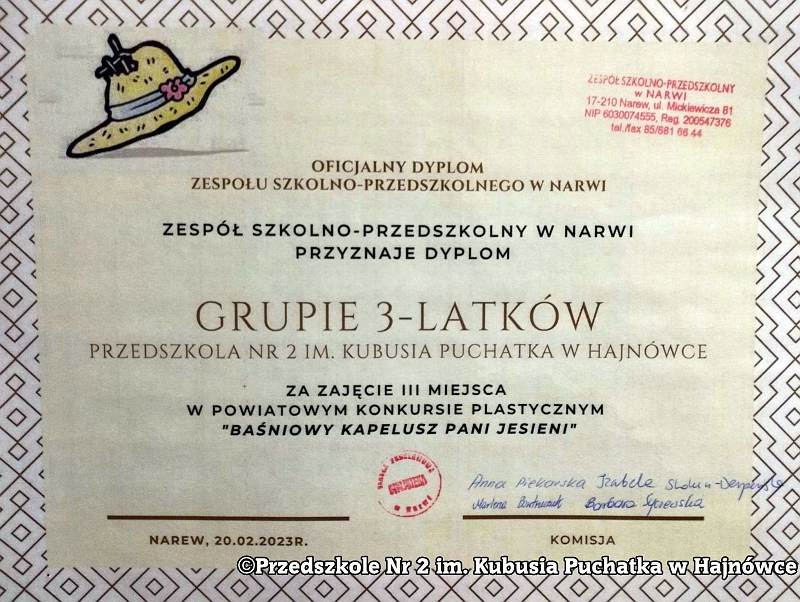 ZESPÓŁ SZKOLNO-PRZEDSZKOLNY
w NARWI
17-210 Narew, ul. Mickiewicza 81
NIP 6030074555, Reg. 200547376
tel./fax 85/681 66 44
OFICJALNY DYPLOM
ZESPOŁU SZKOLNO-PRZEDSZKOLNEGO W NARWI
ZESPÓŁ SZKOLNO-PRZEDSZKOLNY W NARWI
PRZYZNAJE DYPLOM
GRUPIE 3-LATKÓW
PRZEDSZKOLA NR 2 IM. KUBUSIA PUCHATKA W HAJNÓWCE
ZA ZAJĘCIE III MIEJSCA
W POWIATOWYM KONKURSIE PLASTYCZNYM
"BAŚNIOWY KAPELUSZ PANI JESIENI"
w NARWI
Anna Piekarska Izabela
Marlena Barbara
NAREW, 20.02.2023R.
KOMISJA
©Przedszkole Nr 2 im. Kubusia Puchatka w Hajnówce